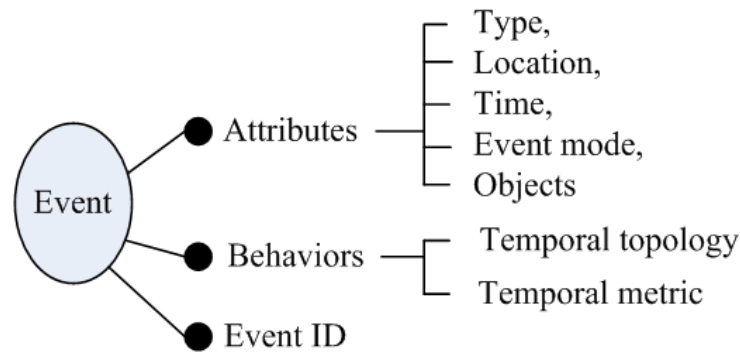 Type,
Location,
Time,
Event mode,
Objects
Attributes
Event
Behaviors
Temporal topology
Temporal metric
Event ID